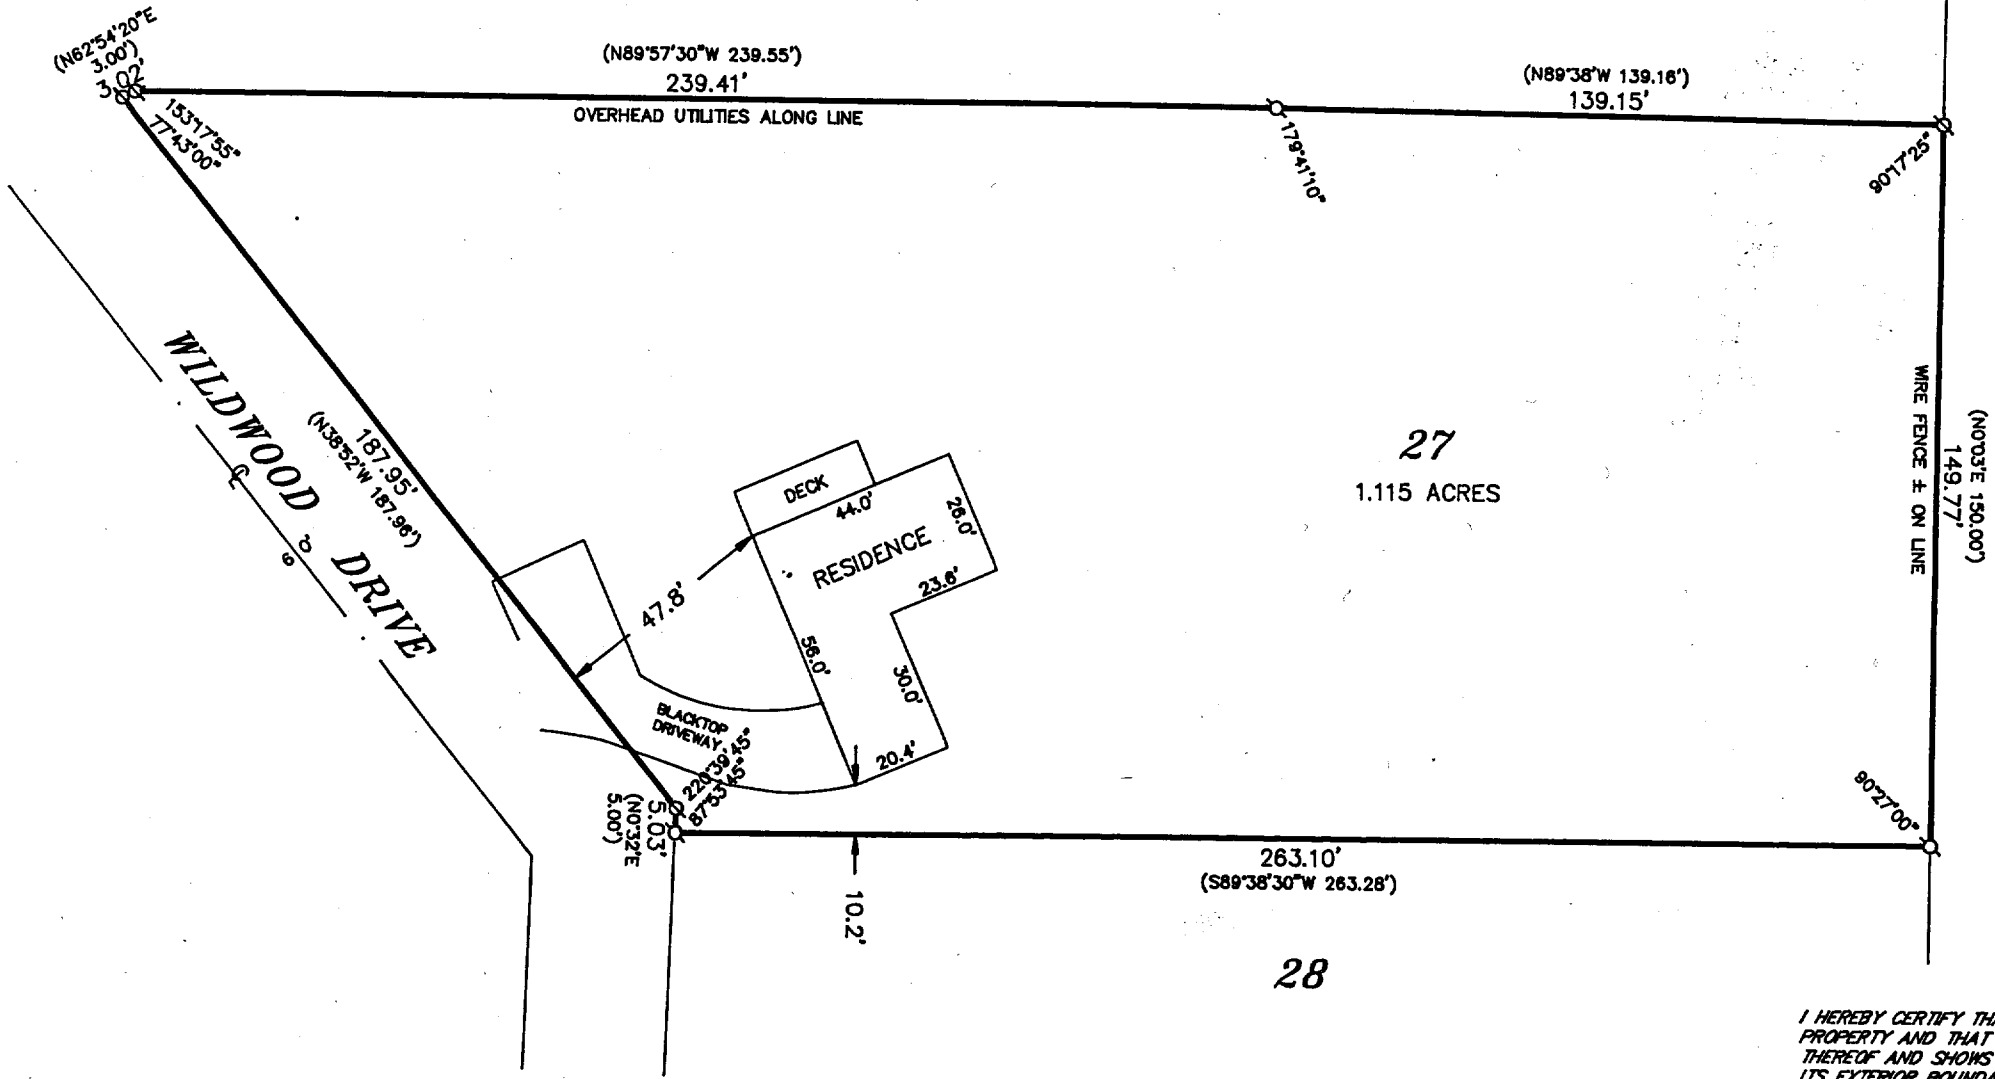 (N62°54'20"E
3.00')
3.02'
(N89°57'30"W 239.55')
239.41'
OVERHEAD UTILITIES ALONG LINE
(N89°38'W 139.16')
139.15'
153°17'55"
77°43'00"
179°41'10"
90°17'25"
WILDWOOD DRIVE
187.95'
(N38°52'W 187.96')
℄
DECK
44.0'
26.0'
RESIDENCE
23.6'
47.8'
56.0'
30.0'
20.4'
BLACKTOP
DRIVEWAY
27
1.115 ACRES
WIRE FENCE ± ON LINE
149.77'
(N0°03'E 150.00')
220°39'45"
87°53'45"
5.03'
(N0°32'E
5.00')
90°27'00"
263.10'
(S89°38'30"W 263.28')
10.2'
28
I HEREBY CERTIFY THA
PROPERTY AND THAT
THEREOF AND SHOWS
ITS EXTERIOR BOUNDA